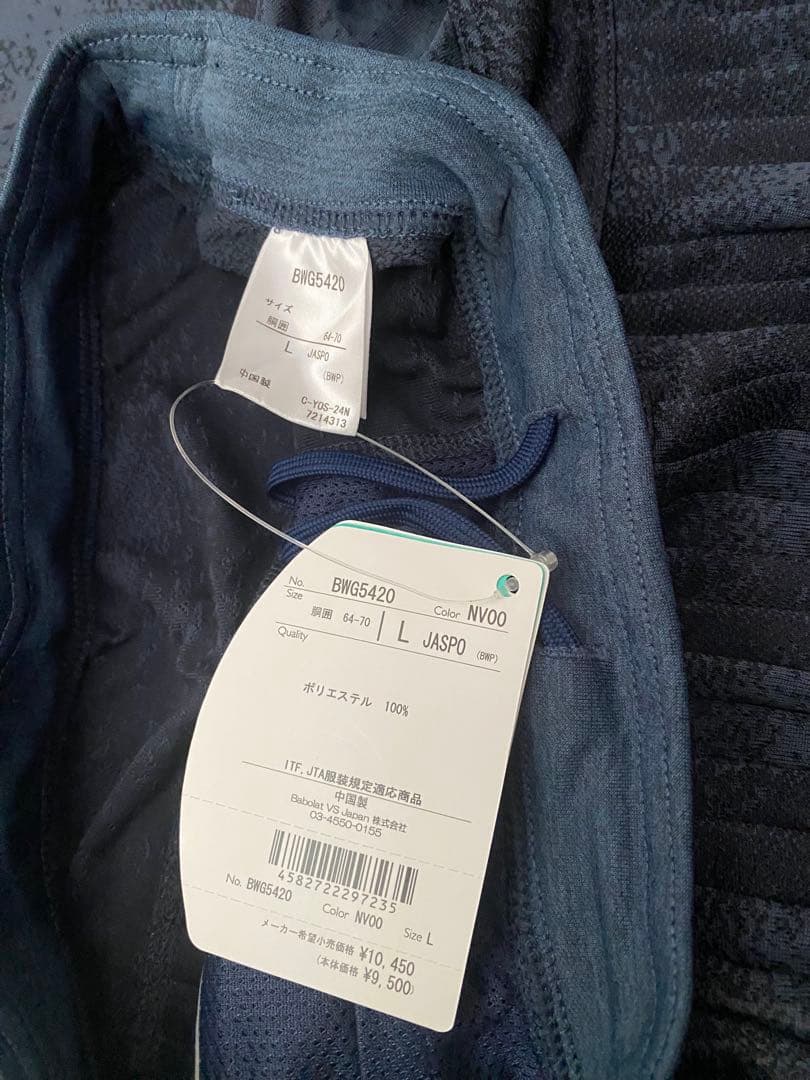 BWG5420
サイズ
胴囲 64-70
L JASPO
(BWP)
中国製
C-YOS-24N
7214313
No. BWG5420 Color NV00
Size 胴囲 64-70 L JASPO (BWP)
Quality
ポリエステル 100%
ITF,JTA服装規定適応商品
中国製
Babolat VS Japan 株式会社
03-4550-0155
4582722297235
No. BWG5420 Color NV00 Size L
メーカー希望小売価格 ¥10,450
(本体価格 ¥9,500)